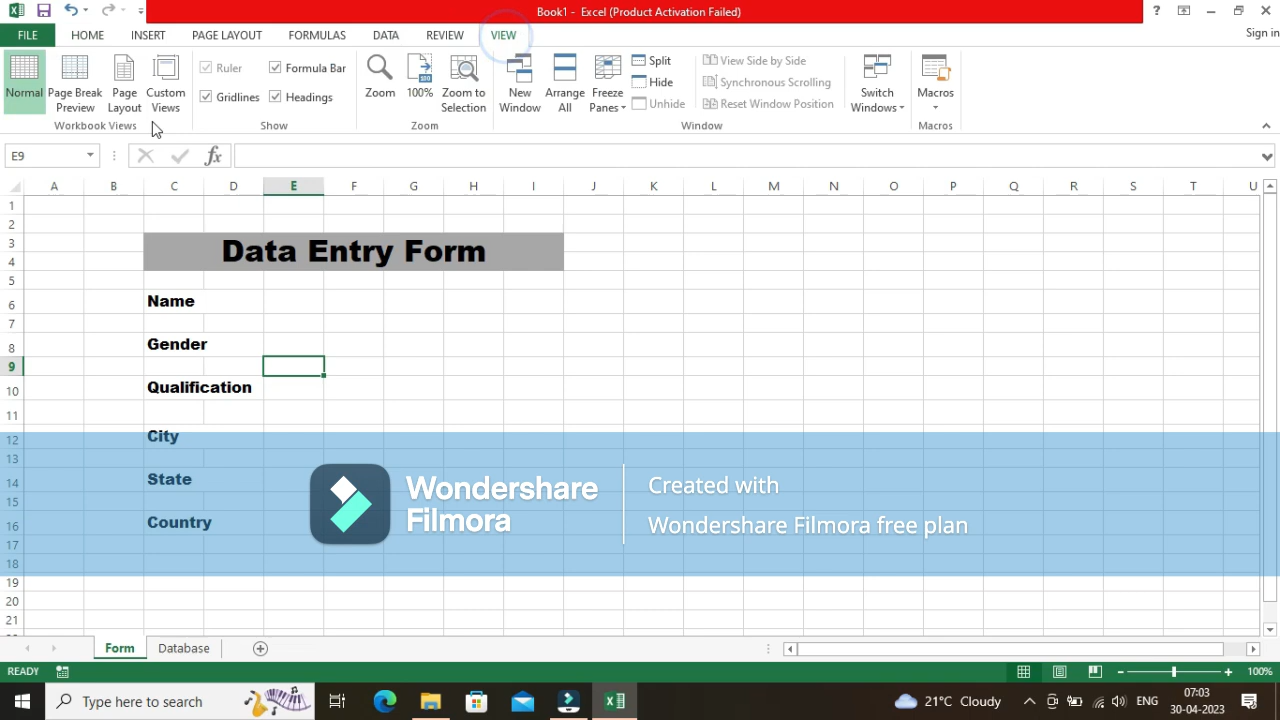 Book1 - Excel (Product Activation Failed)
FILE HOME INSERT PAGE LAYOUT FORMULAS DATA REVIEW VIEW Sign in
Normal Page Break Preview Page Layout Custom Views
Ruler Formula Bar
Gridlines Headings
Zoom 100% Zoom to Selection
New Window Arrange All Freeze Panes
Split
Hide
Unhide
View Side by Side
Synchronous Scrolling
Reset Window Position
Switch Windows
Macros
Workbook Views Show Zoom Window Macros
E9 fx
A B C D E F G H I J K L M N O P Q R S T U
1
2
3 Data Entry Form
4
5
6 Name
7
8 Gender
9
10 Qualification
11
12 City
13
14 State
15
16 Country
17
18
19
20
21
Wondershare Filmora
Created with
Wondershare Filmora free plan
Form Database
READY 100%
Type here to search
21°C Cloudy ENG 07:03
30-04-2023